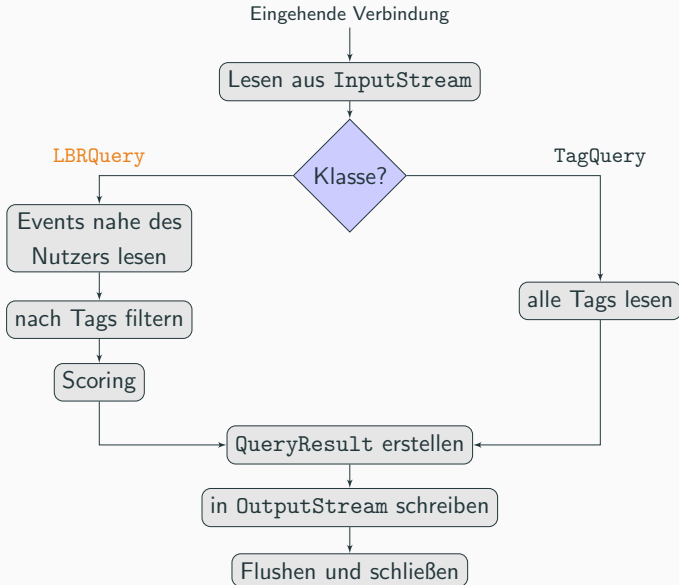 Eingehende Verbindung
Lesen aus InputStream
Klasse?
LBRQuery
TagQuery
Events nahe des
Nutzers lesen
nach Tags filtern
Scoring
alle Tags lesen
QueryResult erstellen
in OutputStream schreiben
Flushen und schließen